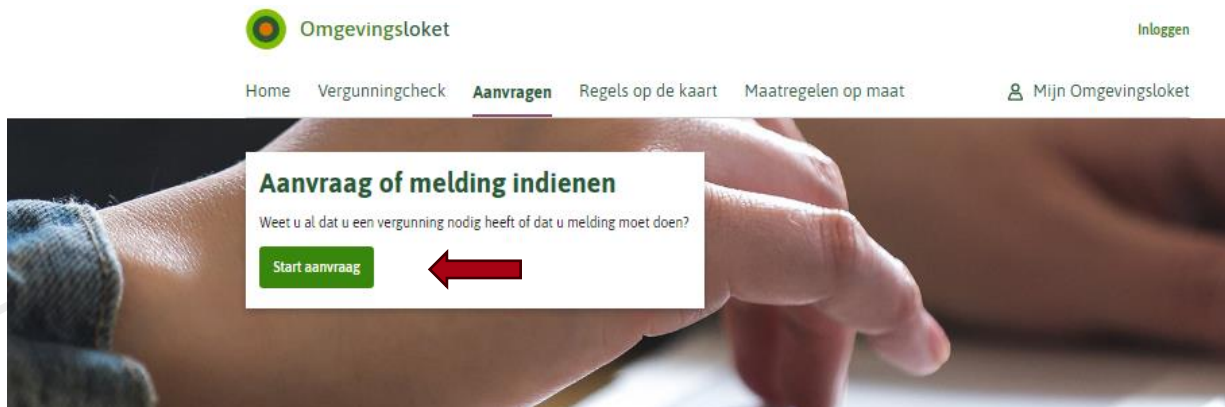 Omgevingsloket
Inloggen
Home Vergunningcheck Aanvragen Regels op de kaart Maatregelen op maat Mijn Omgevingsloket
Aanvraag of melding indienen
Weet u al dat u een vergunning nodig heeft of dat u melding moet doen?
Start aanvraag